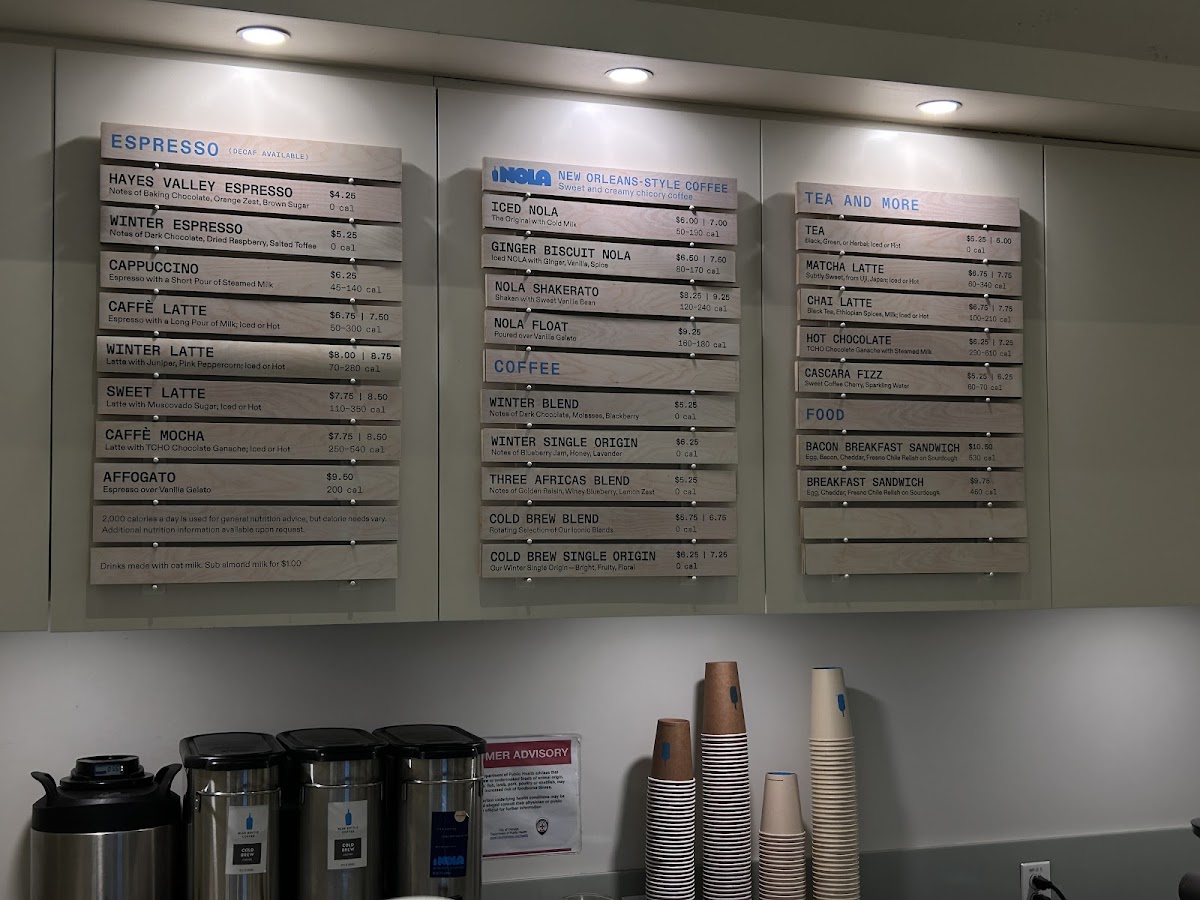 ESPRESSO (DECAF AVAILABLE)
HAYES VALLEY ESPRESSO $4.25
Notes of Baking Chocolate, Orange Zest, Brown Sugar 0 cal
WINTER ESPRESSO $5.25
Notes of Dark Chocolate, Dried Raspberry, Salted Toffee 0 cal
CAPPUCCINO $6.25
Espresso with a Short Pour of Steamed Milk 45-140 cal
CAFFÈ LATTE $6.75 | 7.50
Espresso with a Long Pour of Milk; Iced or Hot 50-300 cal
WINTER LATTE $8.00 | 8.75
Latte with Juniper, Pink Peppercorn; Iced or Hot 70-280 cal
SWEET LATTE $7.75 | 8.50
Latte with Muscovado Sugar; Iced or Hot 110-350 cal
CAFFÈ MOCHA $7.75 | 8.50
Latte with TCHO Chocolate Ganache; Iced or Hot 250-540 cal
AFFOGATO $9.50
Espresso over Vanilla Gelato 200 cal
2,000 calories a day is used for general nutrition advice, but calorie needs vary.
Additional nutrition information available upon request.
Drinks made with oat milk. Sub almond milk for $1.00
NOLA NEW ORLEANS-STYLE COFFEE
Sweet and creamy chicory coffee
ICED NOLA $6.00 | 7.00
The Original with Cold Milk 50-190 cal
GINGER BISCUIT NOLA $6.50 | 7.50
Iced NOLA with Ginger, Vanilla, Spice 80-170 cal
NOLA SHAKERATO $8.25 | 9.25
Shaken with Sweet Vanilla Bean 120-240 cal
NOLA FLOAT $9.25
Poured over Vanilla Gelato 160-180 cal
COFFEE
WINTER BLEND $5.25
Notes of Dark Chocolate, Molasses, Blackberry 0 cal
WINTER SINGLE ORIGIN $6.25
Notes of Blueberry Jam, Honey, Lavender 0 cal
THREE AFRICAS BLEND $5.25
Notes of Golden Raisin, Winey Blueberry, Lemon Zest 0 cal
COLD BREW BLEND $5.75 | 6.75
Rotating Selection of Our Iconic Blends 0 cal
COLD BREW SINGLE ORIGIN $6.25 | 7.25
Our Winter Single Origin—Bright, Fruity, Floral 0 cal
TEA AND MORE
TEA $5.25 | 6.00
Black, Green, or Herbal; Iced or Hot 0 cal
MATCHA LATTE $6.75 | 7.75
Subtly Sweet, from Uji, Japan; Iced or Hot 60-340 cal
CHAI LATTE $6.75 | 7.75
Black Tea, Ethiopian Spices, Milk; Iced or Hot 100-210 cal
HOT CHOCOLATE $6.25 | 7.25
TCHO Chocolate Ganache with Steamed Milk 290-610 cal
CASCARA FIZZ $5.25 | 6.25
Sweet Coffee Cherry, Sparkling Water 60-70 cal
FOOD
BACON BREAKFAST SANDWICH $10.50
Egg, Bacon, Cheddar, Fresno Chile Relish on Sourdough 530 cal
BREAKFAST SANDWICH $9.75
Egg, Cheddar, Fresno Chile Relish on Sourdough 460 cal
BLUE BOTTLE
COFFEE
COLD
BREW
BLUE BOTTLE
COFFEE
COLD
BREW
NOLA
MER ADVISORY